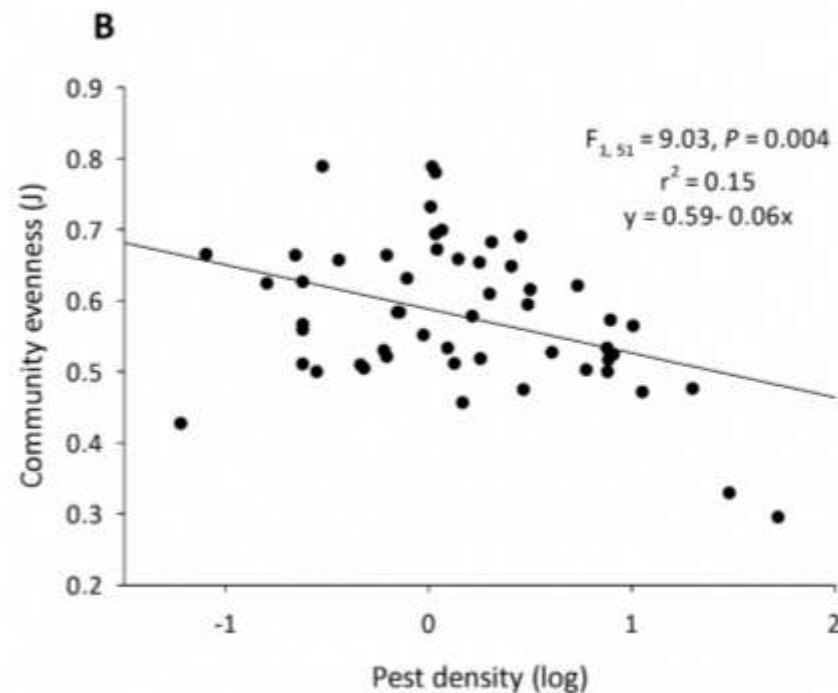 B
0.9
0.8
0.7
0.6
0.5
0.4
0.3
0.2
Community evenness (J)
F1, 51 = 9.03, P = 0.004
r2 = 0.15
y = 0.59- 0.06x
-1 0 1 2
Pest density (log)